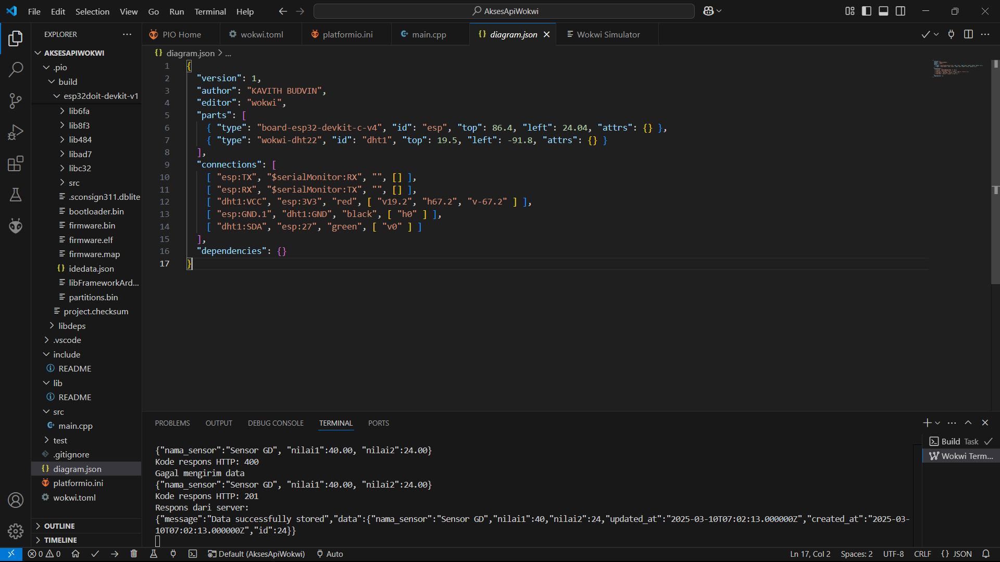 File Edit Selection View Go Run Terminal Help
AksesApiWokwi
EXPLORER
AKSESAPIWOKWI
.pio
build
esp32doit-devkit-v1
lib6fa
lib8f3
lib484
libad7
libc32
src
.sconsign311.dblite
bootloader.bin
firmware.bin
firmware.elf
firmware.map
idedata.json
libFrameworkArd...
partitions.bin
project.checksum
libdeps
.vscode
include
README
lib
README
src
main.cpp
test
.gitignore
diagram.json
platformio.ini
wokwi.toml
OUTLINE
TIMELINE
PIO Home wokwi.toml platformio.ini main.cpp diagram.json Wokwi Simulator
diagram.json > ...
1 {
2 "version": 1,
3 "author": "KAVITH BUDVIN",
4 "editor": "wokwi",
5 "parts": [
6 { "type": "board-esp32-devkit-c-v4", "id": "esp", "top": 86.4, "left": 24.04, "attrs": {} },
7 { "type": "wokwi-dht22", "id": "dht1", "top": 19.5, "left": -91.8, "attrs": {} }
8 ],
9 "connections": [
10 [ "esp:TX", "$serialMonitor:RX", "", [] ],
11 [ "esp:RX", "$serialMonitor:TX", "", [] ],
12 [ "dht1:VCC", "esp:3V3", "red", [ "v19.2", "h67.2", "v-67.2" ] ],
13 [ "esp:GND.1", "dht1:GND", "black", [ "h0" ] ],
14 [ "dht1:SDA", "esp:27", "green", [ "v0" ] ]
15 ],
16 "dependencies": {}
17 }
PROBLEMS OUTPUT DEBUG CONSOLE TERMINAL PORTS
{"nama_sensor":"Sensor GD", "nilai1":40.00, "nilai2":24.00}
Kode respons HTTP: 400
Gagal mengirim data
{"nama_sensor":"Sensor GD", "nilai1":40.00, "nilai2":24.00}
Kode respons HTTP: 201
Respons dari server:
{"message":"Data successfully stored","data":{"nama_sensor":"Sensor GD","nilai1":40,"nilai2":24,"updated_at":"2025-03-10T07:02:13.000000Z","created_at":"2025-03-
10T07:02:13.000000Z","id":24}}
Build Task
Wokwi Term...
0 0 Default (AksesApiWokwi) Auto Ln 17, Col 2 Spaces: 2 UTF-8 CRLF {} JSON